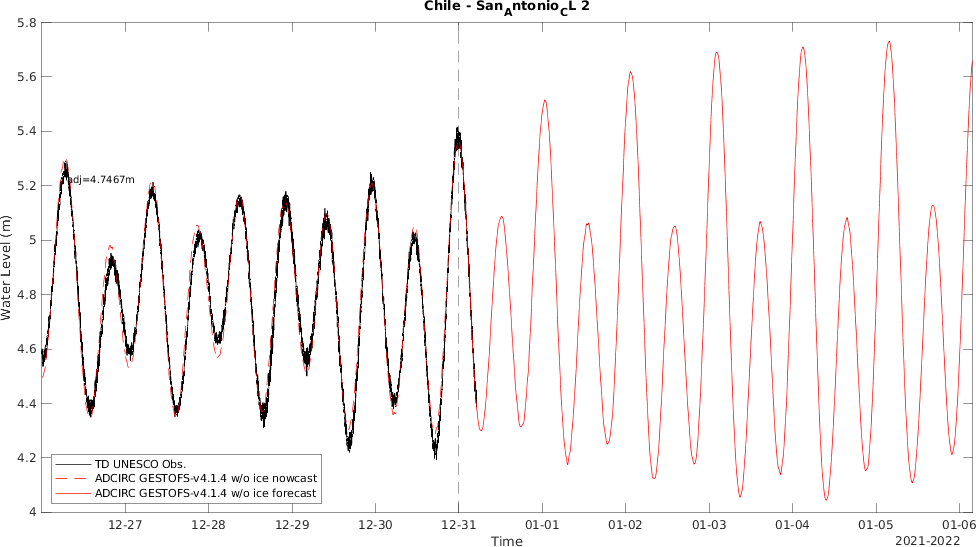 Chile - San_Antonio_CL 2
5.8
5.6
5.4
5.2
5
4.8
4.6
4.4
4.2
4
Water Level (m)
adj=4.7467m
TD UNESCO Obs.
ADCIRC GESTOFS-v4.1.4 w/o ice nowcast
ADCIRC GESTOFS-v4.1.4 w/o ice forecast
12-27 12-28 12-29 12-30 12-31 01-01 01-02 01-03 01-04 01-05 01-06
Time
2021-2022